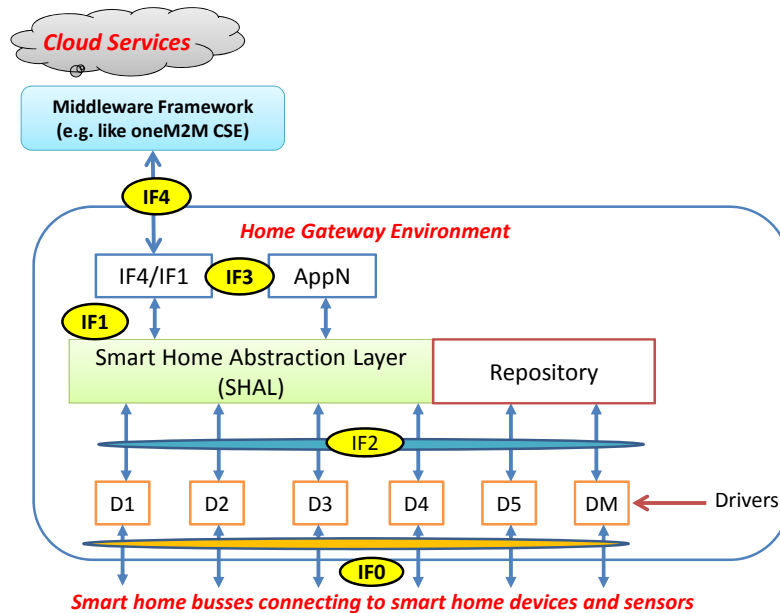 Cloud Services
Middleware Framework
(e.g. like oneM2M CSE)
IF4
Home Gateway Environment
IF4/IF1
IF3
AppN
IF1
Smart Home Abstraction Layer
(SHAL)
Repository
IF2
D1
D2
D3
D4
D5
DM
Drivers
IF0
Smart home busses connecting to smart home devices and sensors